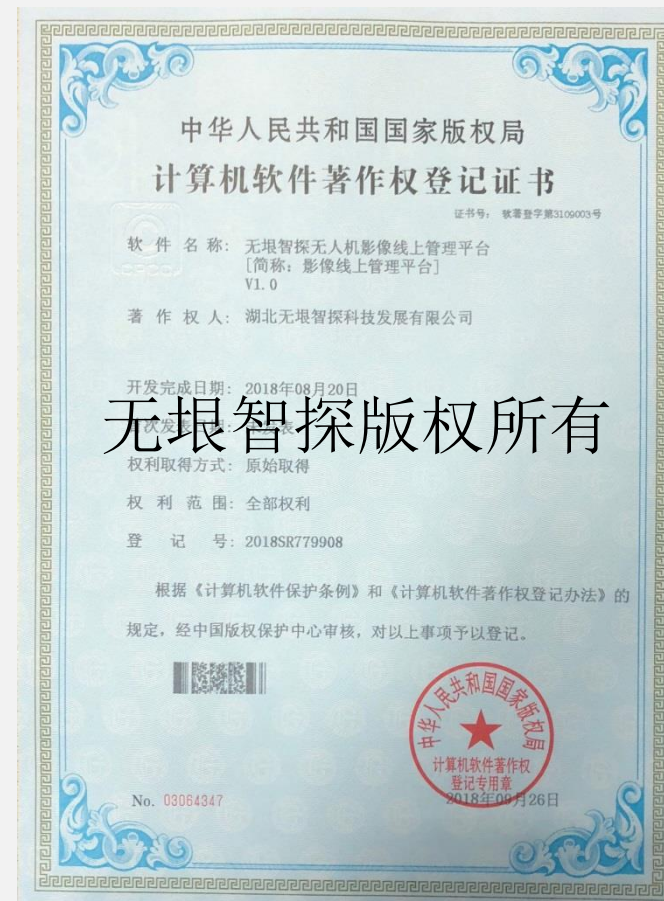 中华人民共和国国家版权局
计算机软件著作权登记证书
证书号： 软著登字第3109003号
软件名称： 无垠智探无人机影像线上管理平台
[简称：影像线上管理平台]
V1.0
著作权人： 湖北无垠智探科技发展有限公司
开发完成日期： 2018年08月20日
无垠智探版权所有
首次发表日期： 未发表
权利取得方式： 原始取得
权利范围： 全部权利
登记号： 2018SR779908
根据《计算机软件保护条例》和《计算机软件著作权登记办法》的
规定，经中国版权保护中心审核，对以上事项予以登记。
中华人民共和国国家版权局
计算机软件著作权
登记专用章
No. 03064347
2018年09月26日